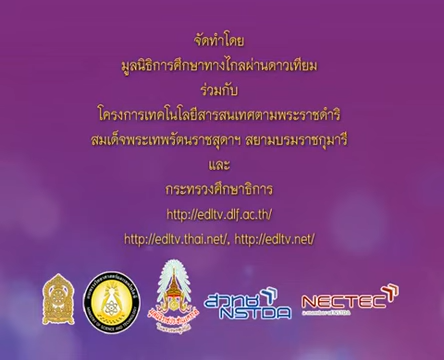 จัดทำโดย
มูลนิธิการศึกษาทางไกลผ่านดาวเทียม
ร่วมกับ
โครงการเทคโนโลยีสารสนเทศตามพระราชดำริ
สมเด็จพระเทพรัตนราชสุดาฯ สยามบรมราชกุมารี
และ
กระทรวงศึกษาธิการ
http://edltv.dlf.ac.th/
http://edltv.thai.net/, http://edltv.net/
สวทช NECTEC
NSTDA a member of NSTDA